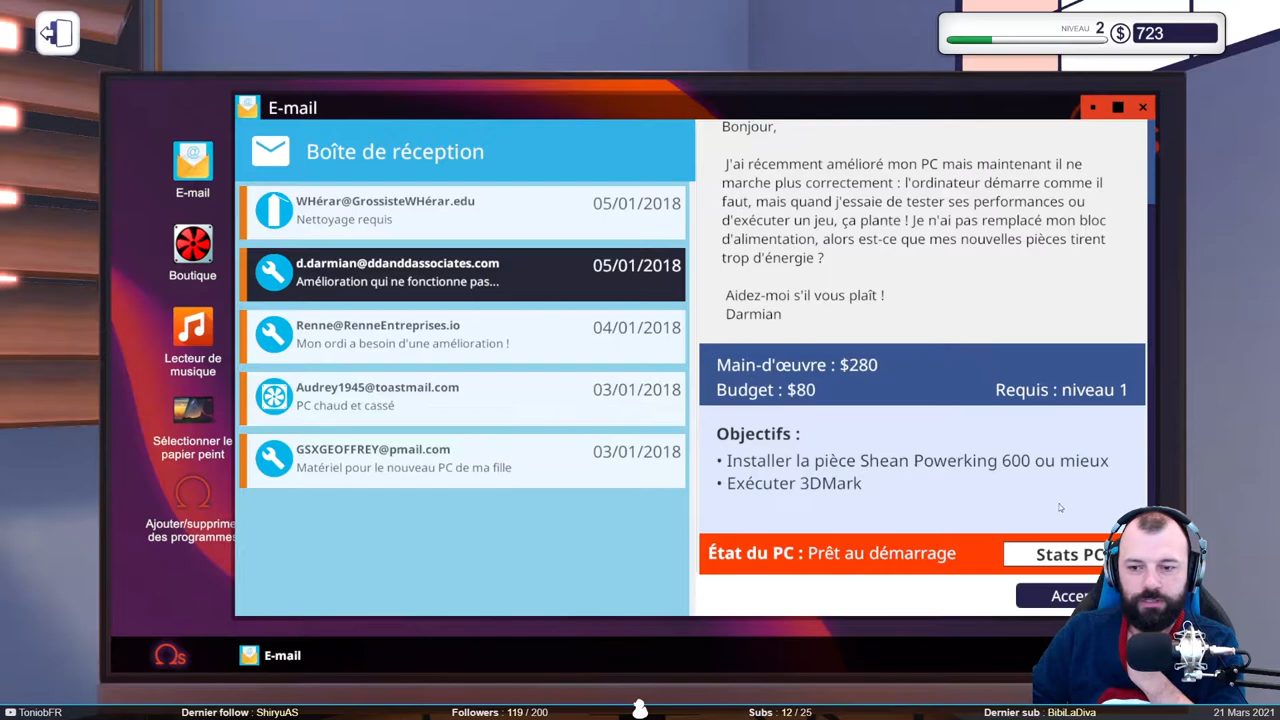 NIVEAU 2 $ 723
E-mail
Boîte de réception
WHérar@GrossisteWHérar.edu 05/01/2018
Nettoyage requis
d.darmian@ddanddassociates.com 05/01/2018
Amélioration qui ne fonctionne pas...
Renne@RenneEntreprises.io 04/01/2018
Mon ordi a besoin d'une amélioration !
Audrey1945@toastmail.com 03/01/2018
PC chaud et cassé
GSXGEOFFREY@pmail.com 03/01/2018
Matériel pour le nouveau PC de ma fille
E-mail
Boutique
Lecteur de
musique
Sélectionner le
papier peint
Ajouter/supprime
des programmes
Bonjour,
J'ai récemment amélioré mon PC mais maintenant il ne
marche plus correctement : l'ordinateur démarre comme il
faut, mais quand j'essaie de tester ses performances ou
d'exécuter un jeu, ça plante ! Je n'ai pas remplacé mon bloc
d'alimentation, alors est-ce que mes nouvelles pièces tirent
trop d'énergie ?
Aidez-moi s'il vous plaît !
Darmian
Main-d'œuvre : $280
Budget : $80 Requis : niveau 1
Objectifs :
• Installer la pièce Shean Powerking 600 ou mieux
• Exécuter 3DMark
État du PC : Prêt au démarrage Stats PC
Accep
Ωs E-mail
ToniobFR Dernier follow : ShiryuAS Followers : 119 / 200 Subs : 12 / 25 Dernier sub : BibiLaDiva 21 Mars 2021